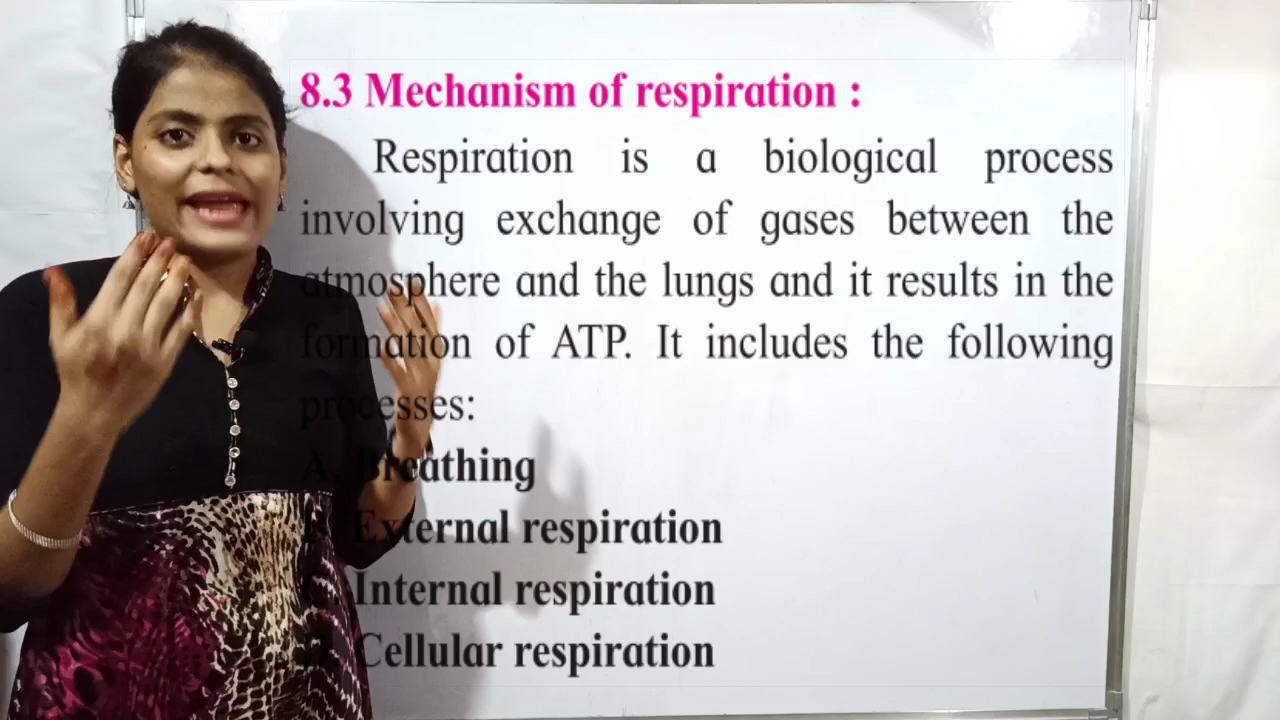 8.3 Mechanism of respiration :
Respiration is a biological process
involving exchange of gases between the
atmosphere and the lungs and it results in the
formation of ATP. It includes the following
processes:
A. Breathing
B. External respiration
C. Internal respiration
D. Cellular respiration